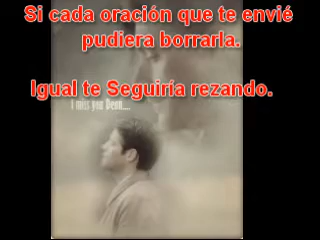 Si cada oración que te envié
pudiera borrarla.
Igual te Seguiría rezando.
I miss you Dean....